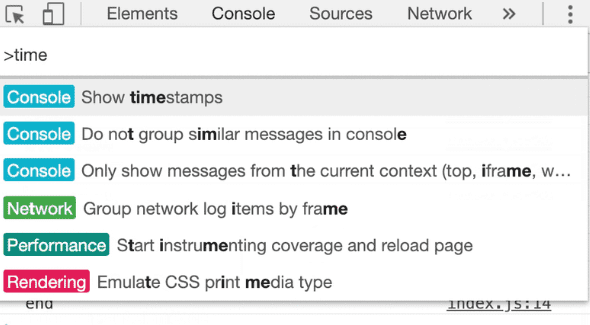 Elements Console Sources Network »
>time
Console Show timestamps
Console Do not group similar messages in console
Console Only show messages from the current context (top, iframe, w…
Network Group network log items by frame
Performance Start instrumenting coverage and reload page
Rendering Emulate CSS print media type
end index.js:14